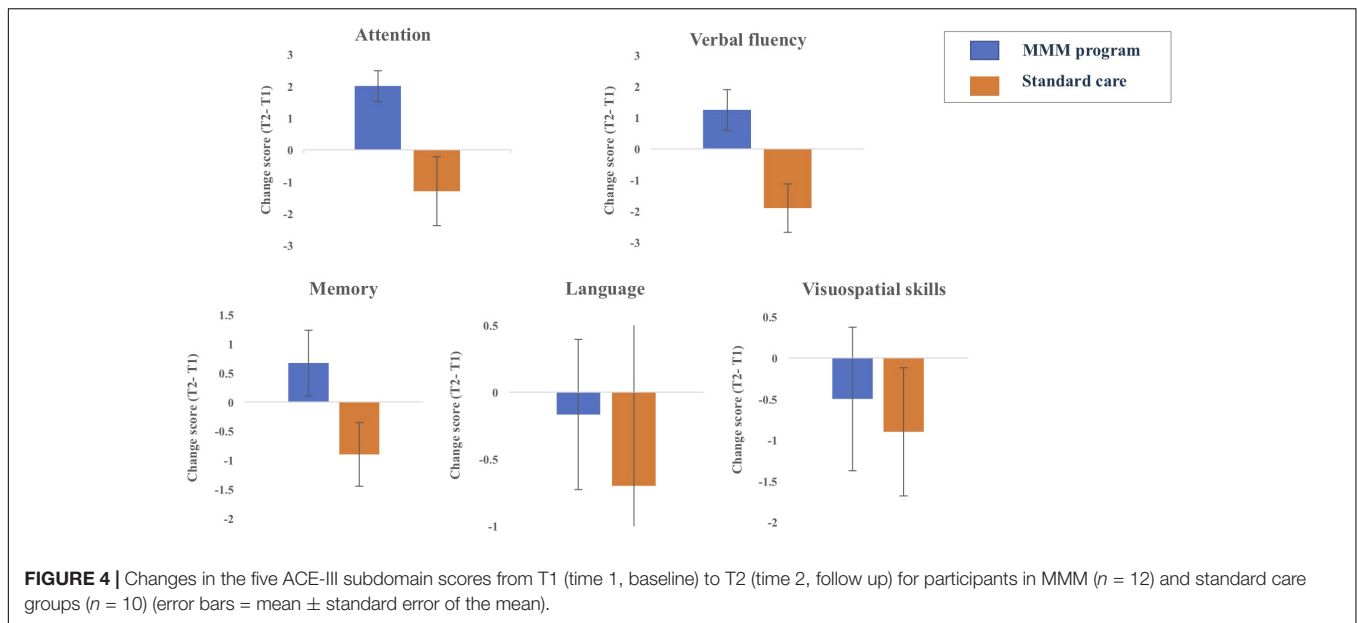 Attention
Change score (T2- T1)
3
2
1
0
-1
-2
-3
Verbal fluency
Change score (T2- T1)
3
2
1
0
-1
-2
-3
MMM program
Standard care
Memory
Change score (T2- T1)
1.5
1
0.5
0
-0.5
-1
-1.5
-2
Language
Change score (T2- T1)
0.5
0
-0.5
-1
Visuospatial skills
Change score (T2- T1)
0.5
0
-0.5
-1
-1.5
-2
FIGURE 4 | Changes in the five ACE-III subdomain scores from T1 (time 1, baseline) to T2 (time 2, follow up) for participants in MMM (n = 12) and standard care
groups (n = 10) (error bars = mean ± standard error of the mean).